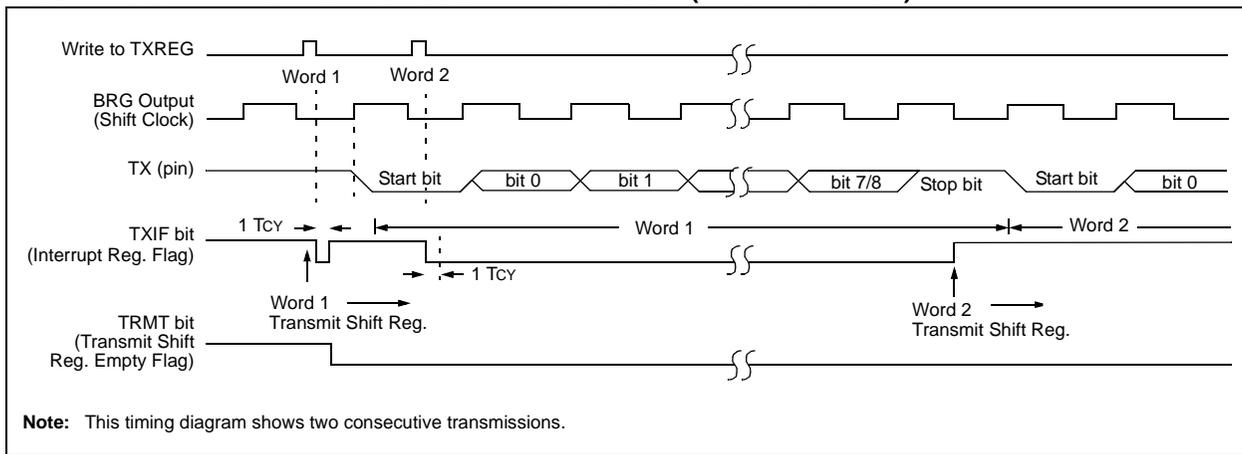 Write to TXREG
Word 1
Word 2
BRG Output
(Shift Clock)
TX (pin)
Start bit
bit 0
bit 1
bit 7/8
Stop bit
Start bit
bit 0
1 TCY
TXIF bit
(Interrupt Reg. Flag)
Word 1
Word 2
1 TCY
Word 1
Transmit Shift Reg.
Word 2
Transmit Shift Reg.
TRMT bit
(Transmit Shift
Reg. Empty Flag)
Note: This timing diagram shows two consecutive transmissions.